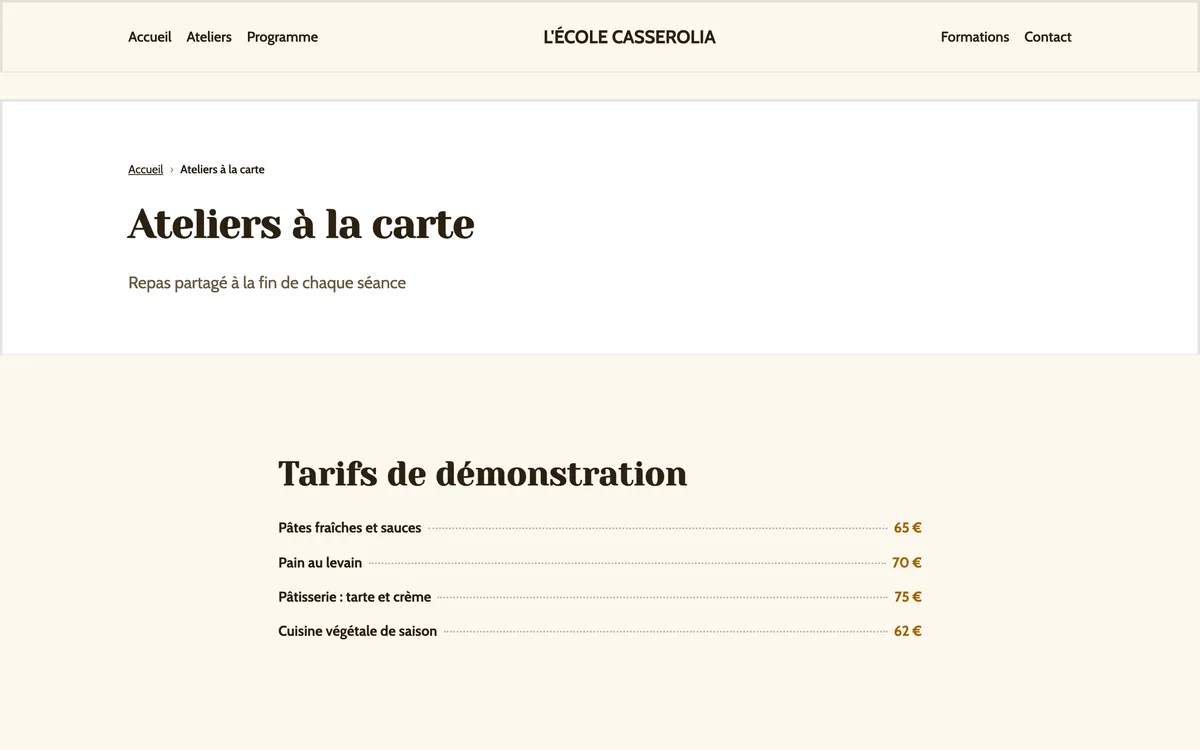 Accueil Ateliers Programme L'ÉCOLE CASSEROLIA Formations Contact
Accueil › Ateliers à la carte
Ateliers à la carte
Repas partagé à la fin de chaque séance
Tarifs de démonstration
Pâtes fraîches et sauces 65 €
Pain au levain 70 €
Pâtisserie : tarte et crème 75 €
Cuisine végétale de saison 62 €